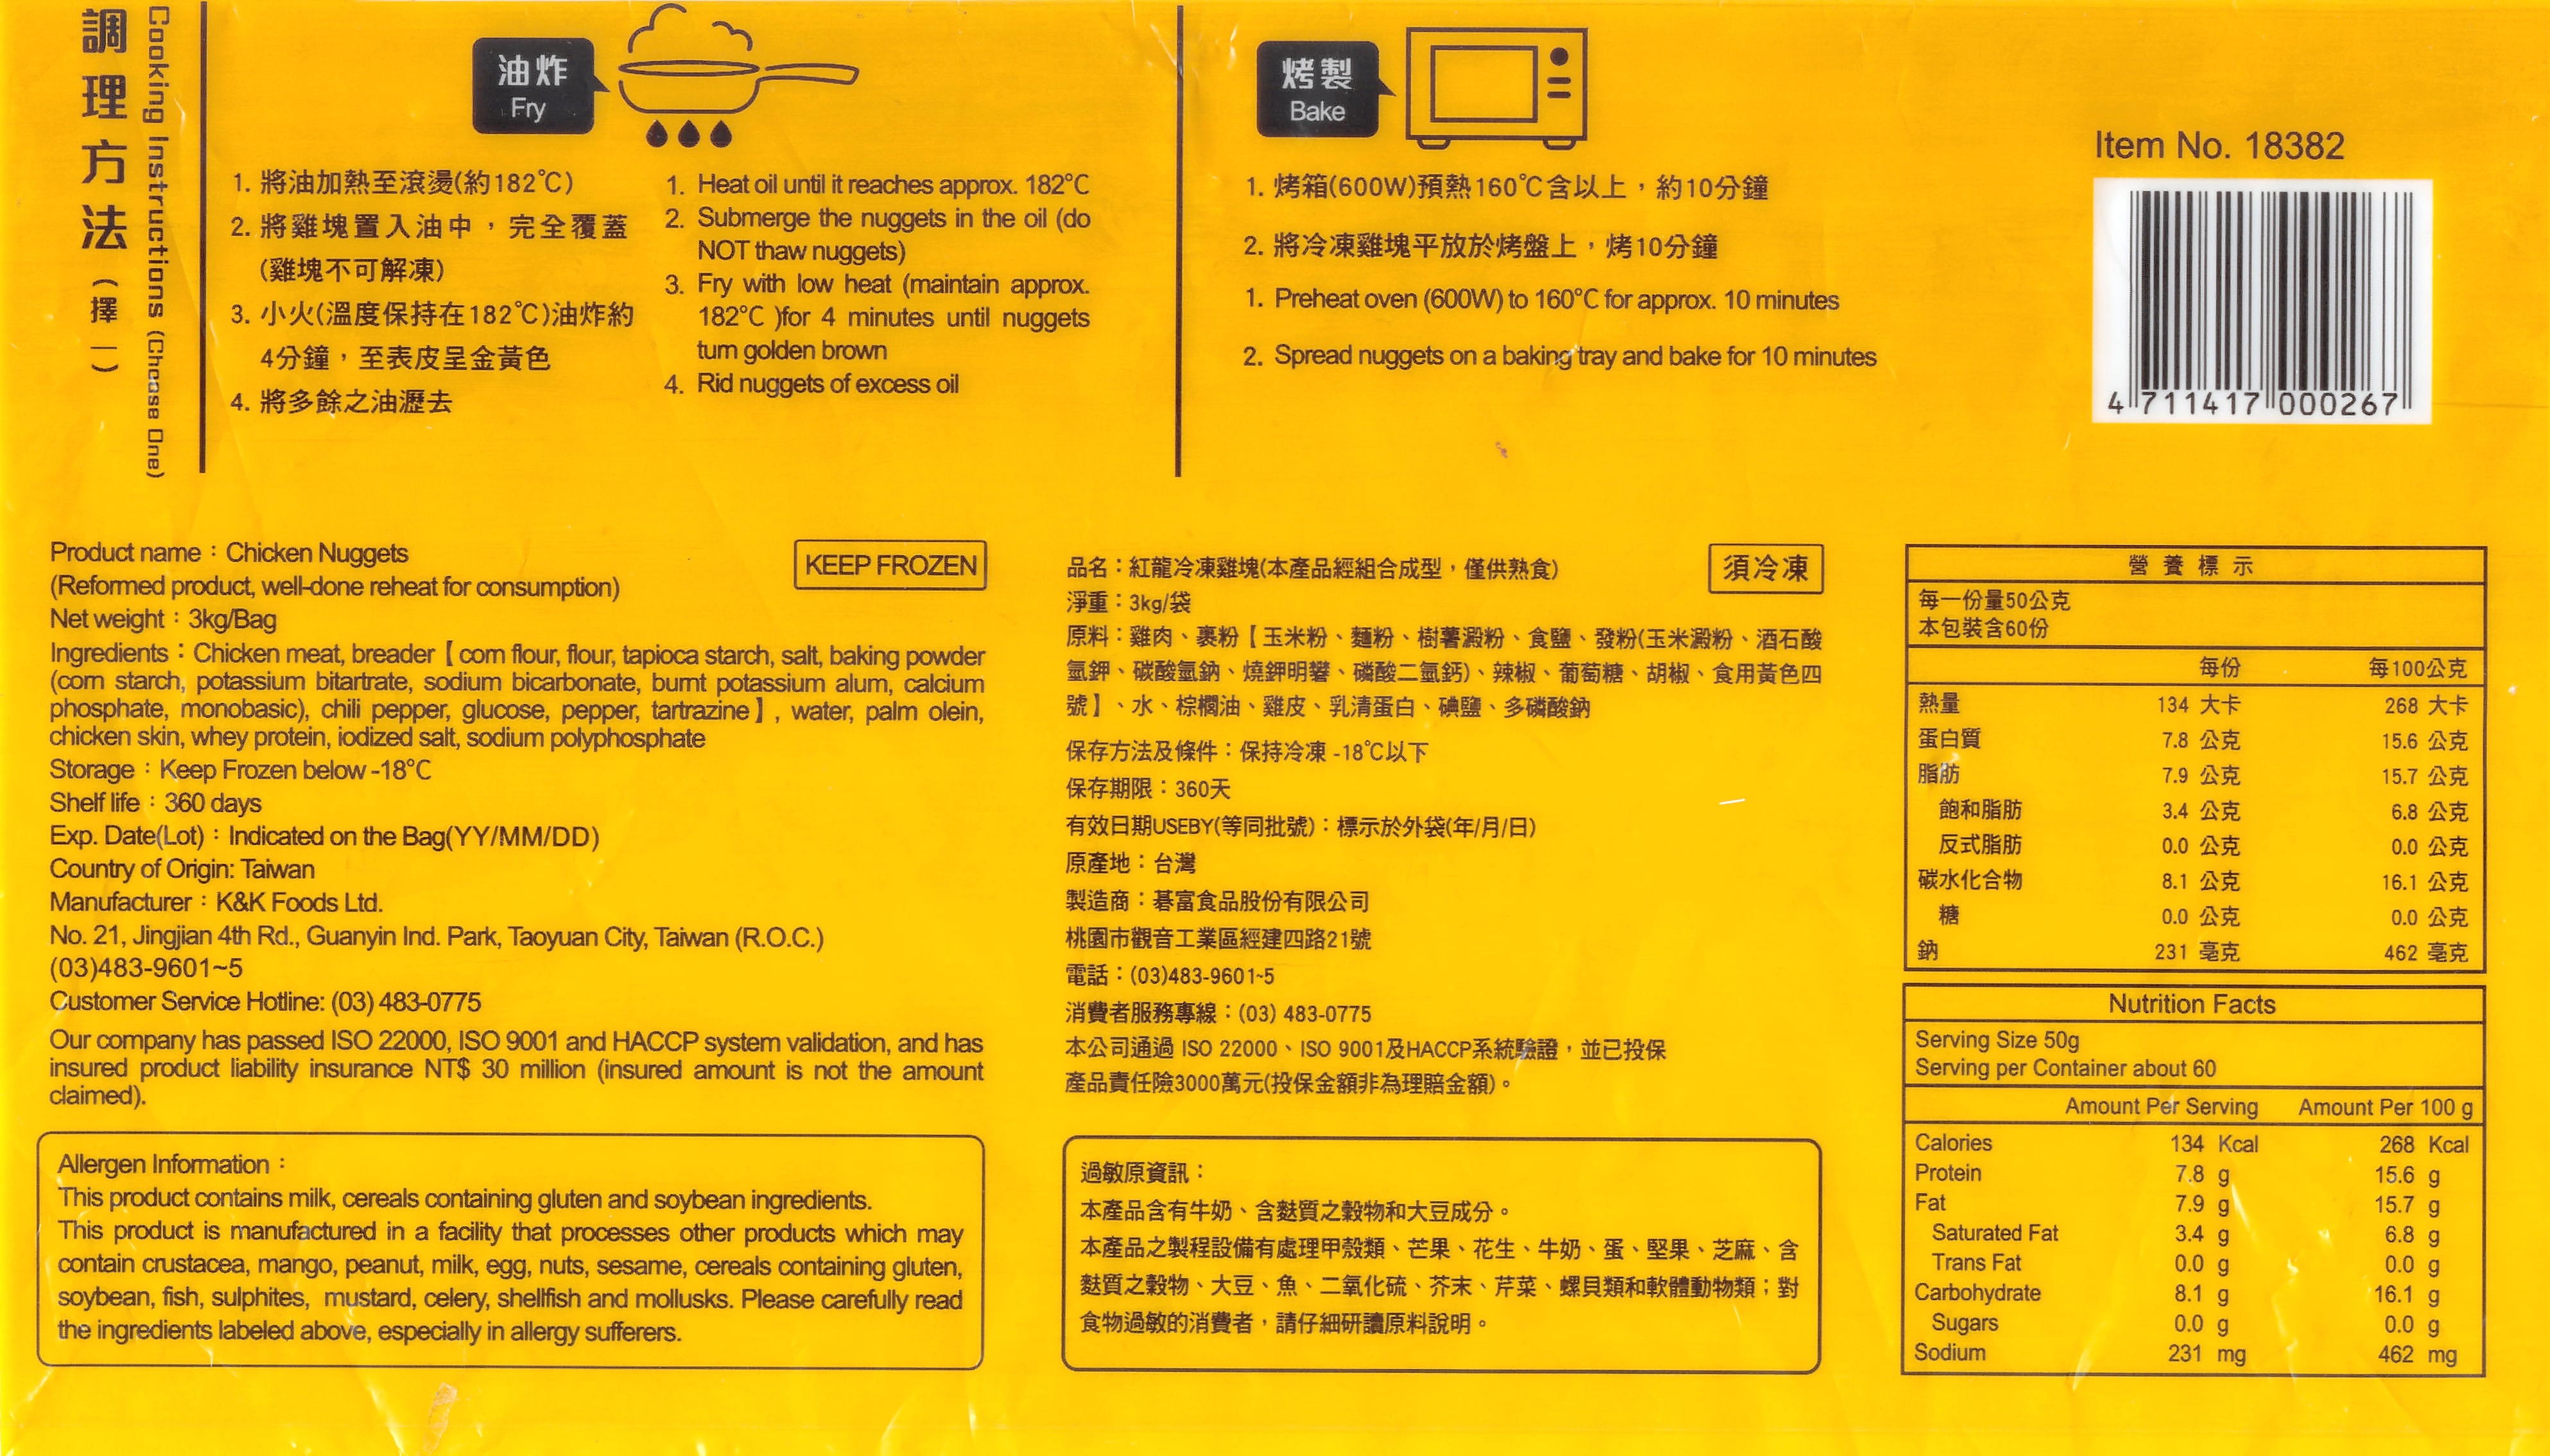 調理方法(擇一)
Cooking Instructions (Choose One)
油炸
Fry
1. 將油加熱至滾燙(約182℃)
2. 將雞塊置入油中，完全覆蓋
(雞塊不可解凍)
3. 小火(溫度保持在182℃)油炸約
4分鐘，至表皮呈金黃色
4. 將多餘之油瀝去
1. Heat oil until it reaches approx. 182°C
2. Submerge the nuggets in the oil (do
NOT thaw nuggets)
3. Fry with low heat (maintain approx.
182°C )for 4 minutes until nuggets
turn golden brown
4. Rid nuggets of excess oil
烤製
Bake
1. 烤箱(600W)預熱160℃含以上，約10分鐘
2. 將冷凍雞塊平放於烤盤上，烤10分鐘
1. Preheat oven (600W) to 160°C for approx. 10 minutes
2. Spread nuggets on a baking tray and bake for 10 minutes
Item No. 18382
4 711417 000267
Product name：Chicken Nuggets
(Reformed product, well-done reheat for consumption)
KEEP FROZEN
Net weight：3kg/Bag
Ingredients：Chicken meat, breader【corn flour, flour, tapioca starch, salt, baking powder
(corn starch, potassium bitartrate, sodium bicarbonate, burnt potassium alum, calcium
phosphate, monobasic), chili pepper, glucose, pepper, tartrazine】, water, palm olein,
chicken skin, whey protein, iodized salt, sodium polyphosphate
Storage：Keep Frozen below -18°C
Shelf life：360 days
Exp. Date(Lot)：Indicated on the Bag(YY/MM/DD)
Country of Origin: Taiwan
Manufacturer：K&K Foods Ltd.
No. 21, Jingjian 4th Rd., Guanyin Ind. Park, Taoyuan City, Taiwan (R.O.C.)
(03)483-9601~5
Customer Service Hotline: (03) 483-0775
Our company has passed ISO 22000, ISO 9001 and HACCP system validation, and has
insured product liability insurance NT$ 30 million (insured amount is not the amount
claimed).
Allergen Information：
This product contains milk, cereals containing gluten and soybean ingredients.
This product is manufactured in a facility that processes other products which may
contain crustacea, mango, peanut, milk, egg, nuts, sesame, cereals containing gluten,
soybean, fish, sulphites, mustard, celery, shellfish and mollusks. Please carefully read
the ingredients labeled above, especially in allergy sufferers.
品名：紅龍冷凍雞塊(本產品經組合成型，僅供熟食)
須冷凍
淨重：3kg/袋
原料：雞肉、裹粉【玉米粉、麵粉、樹薯澱粉、食鹽、發粉(玉米澱粉、酒石酸
氫鉀、碳酸氫鈉、燒鉀明礬、磷酸二氫鈣)、辣椒、葡萄糖、胡椒、食用黃色四
號】、水、棕櫚油、雞皮、乳清蛋白、碘鹽、多磷酸鈉
保存方法及條件：保持冷凍 -18℃以下
保存期限：360天
有效日期USEBY(等同批號)：標示於外袋(年/月/日)
原產地：台灣
製造商：碁富食品股份有限公司
桃園市觀音工業區經建四路21號
電話：(03)483-9601~5
消費者服務專線：(03) 483-0775
本公司通過 ISO 22000、ISO 9001及HACCP系統驗證，並已投保
產品責任險3000萬元(投保金額非為理賠金額)。
過敏原資訊：
本產品含有牛奶、含麩質之穀物和大豆成分。
本產品之製程設備有處理甲殼類、芒果、花生、牛奶、蛋、堅果、芝麻、含
麩質之穀物、大豆、魚、二氧化硫、芥末、芹菜、螺貝類和軟體動物類；對
食物過敏的消費者，請仔細研讀原料說明。
營養標示
每一份量50公克
本包裝含60份
每份 每100公克
熱量 134 大卡 268 大卡
蛋白質 7.8 公克 15.6 公克
脂肪 7.9 公克 15.7 公克
飽和脂肪 3.4 公克 6.8 公克
反式脂肪 0.0 公克 0.0 公克
碳水化合物 8.1 公克 16.1 公克
糖 0.0 公克 0.0 公克
鈉 231 毫克 462 毫克
Nutrition Facts
Serving Size 50g
Serving per Container about 60
Amount Per Serving Amount Per 100 g
Calories 134 Kcal 268 Kcal
Protein 7.8 g 15.6 g
Fat 7.9 g 15.7 g
Saturated Fat 3.4 g 6.8 g
Trans Fat 0.0 g 0.0 g
Carbohydrate 8.1 g 16.1 g
Sugars 0.0 g 0.0 g
Sodium 231 mg 462 mg